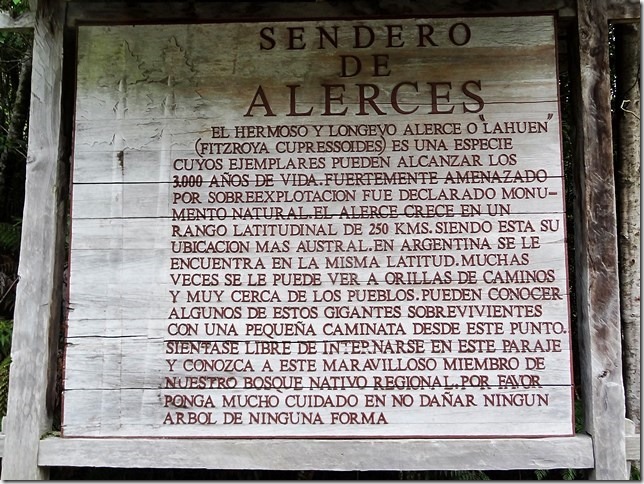 SENDERO
DE
ALERCES
EL HERMOSO Y LONGEVO ALERCE O "LAHUEN"
(FITZROYA CUPRESSOIDES) ES UNA ESPECIE
CUYOS EJEMPLARES PUEDEN ALCANZAR LOS
3.000 AÑOS DE VIDA. FUERTEMENTE AMENAZADO
POR SOBREEXPLOTACION FUE DECLARADO MONU-
MENTO NATURAL. EL ALERCE CRECE EN UN
RANGO LATITUDINAL DE 250 KMS. SIENDO ESTA SU
UBICACION MAS AUSTRAL. EN ARGENTINA SE LE
ENCUENTRA EN LA MISMA LATITUD. MUCHAS
VECES SE LE PUEDE VER A ORILLAS DE CAMINOS
Y MUY CERCA DE LOS PUEBLOS. PUEDEN CONOCER
ALGUNOS DE ESTOS GIGANTES SOBREVIVIENTES
CON UNA PEQUEÑA CAMINATA DESDE ESTE PUNTO.
SIENTASE LIBRE DE INTERNARSE EN ESTE PARAJE
Y CONOZCA A ESTE MARAVILLOSO MIEMBRO DE
NUESTRO BOSQUE NATIVO REGIONAL. POR FAVOR
PONGA MUCHO CUIDADO EN NO DAÑAR NINGUN
ARBOL DE NINGUNA FORMA